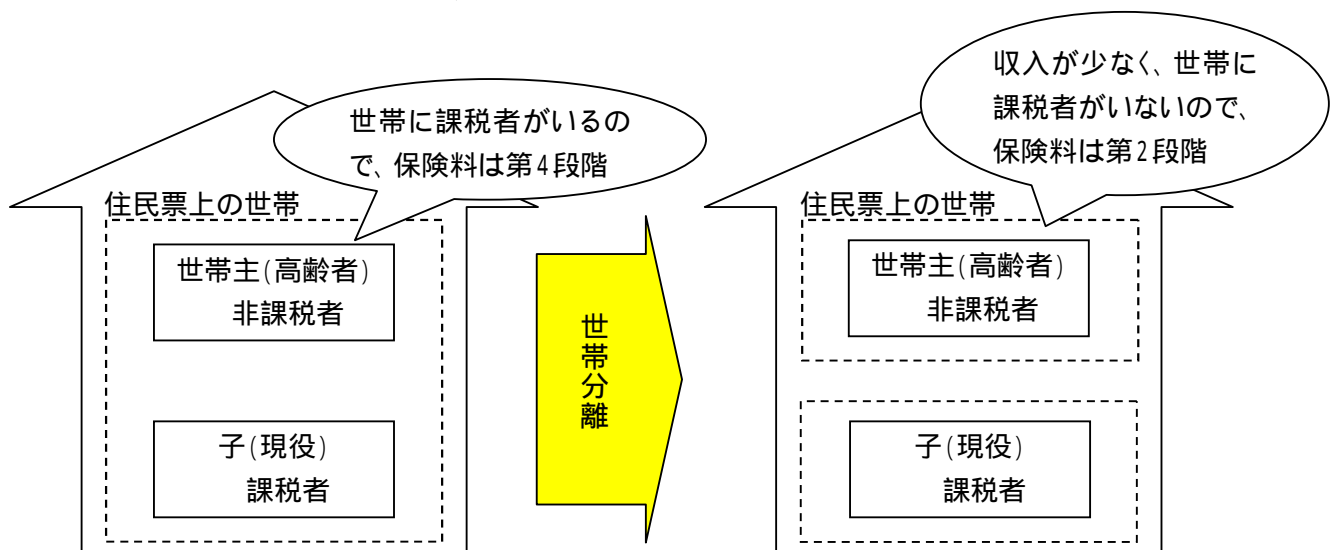 世帯に課税者がいるの
で、保険料は第4段階
住民票上の世帯
世帯主(高齢者)
非課税者
子(現役)
課税者
世帯分離
収入が少なく、世帯に
課税者がいないので、
保険料は第2段階
住民票上の世帯
世帯主(高齢者)
非課税者
子(現役)
課税者